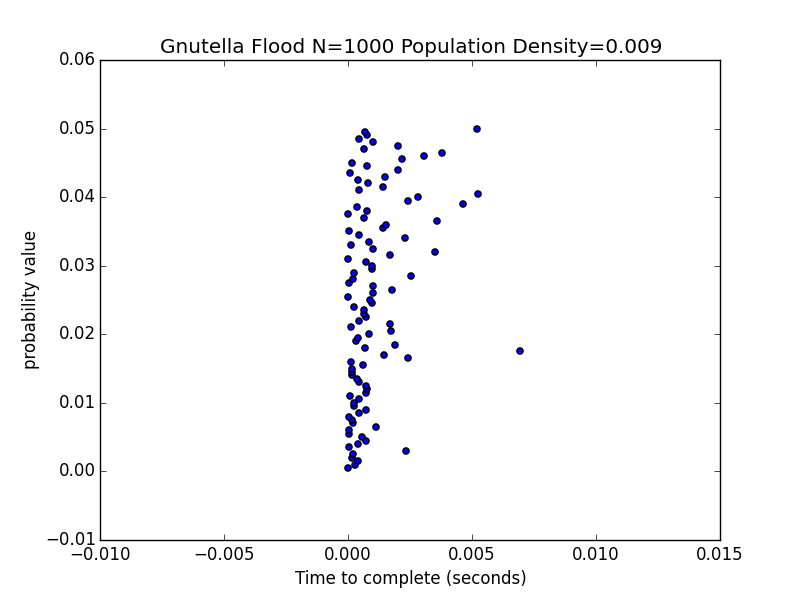 Gnutella Flood N=1000 Population Density=0.009
0.06
0.05
0.04
0.03
0.02
0.01
0.00
−0.01
probability value
−0.010 −0.005 0.000 0.005 0.010 0.015
Time to complete (seconds)